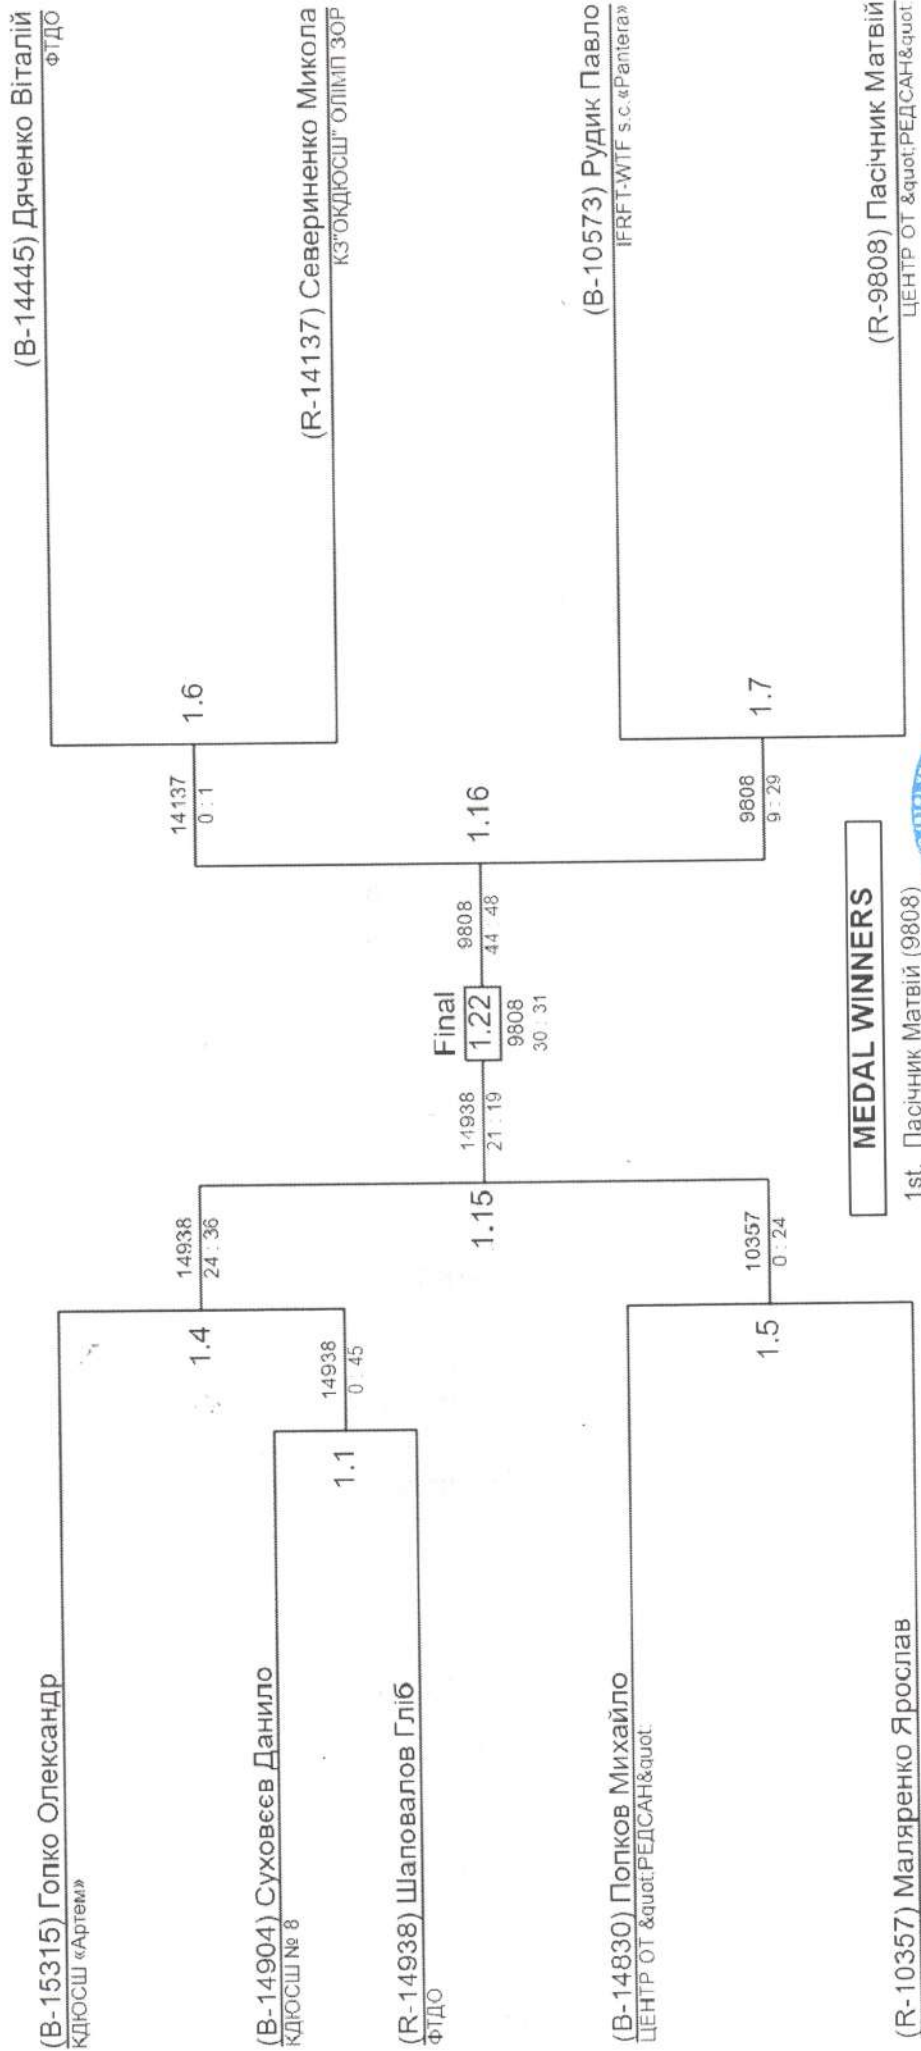 (B-15315) Гопко Олександр
КДЮСШ «Артем»
(B-14904) Суховєєв Данило
КДЮСШ № 8
(R-14938) Шаповалов Гліб
ФТДО
(B-14830) Попков Михайло
ЦЕНТР ОТ &quot;РЕДСАН&quot;
(R-10357) Маляренко Ярослав
1.1
14938
0 : 45
1.4
14938
24 : 36
1.5
10357
0 : 24
1.15
14938
21 : 19
Final
1.22
9808
30 : 31
9808
44 : 48
1.16
14137
0 : 1
1.6
9808
9 : 29
1.7
(B-14445) Дяченко Віталій
ФТДО
(R-14137) Севериненко Микола
КЗ"ОКДЮСШ" ОЛІМП ЗОР
(B-10573) Рудик Павло
IFRFT-WTF s.c.«Pantera»
(R-9808) Пасічник Матвій
ЦЕНТР ОТ &quot;РЕДСАН&quot;
MEDAL WINNERS
1st. Пасічник Матвій (9808)